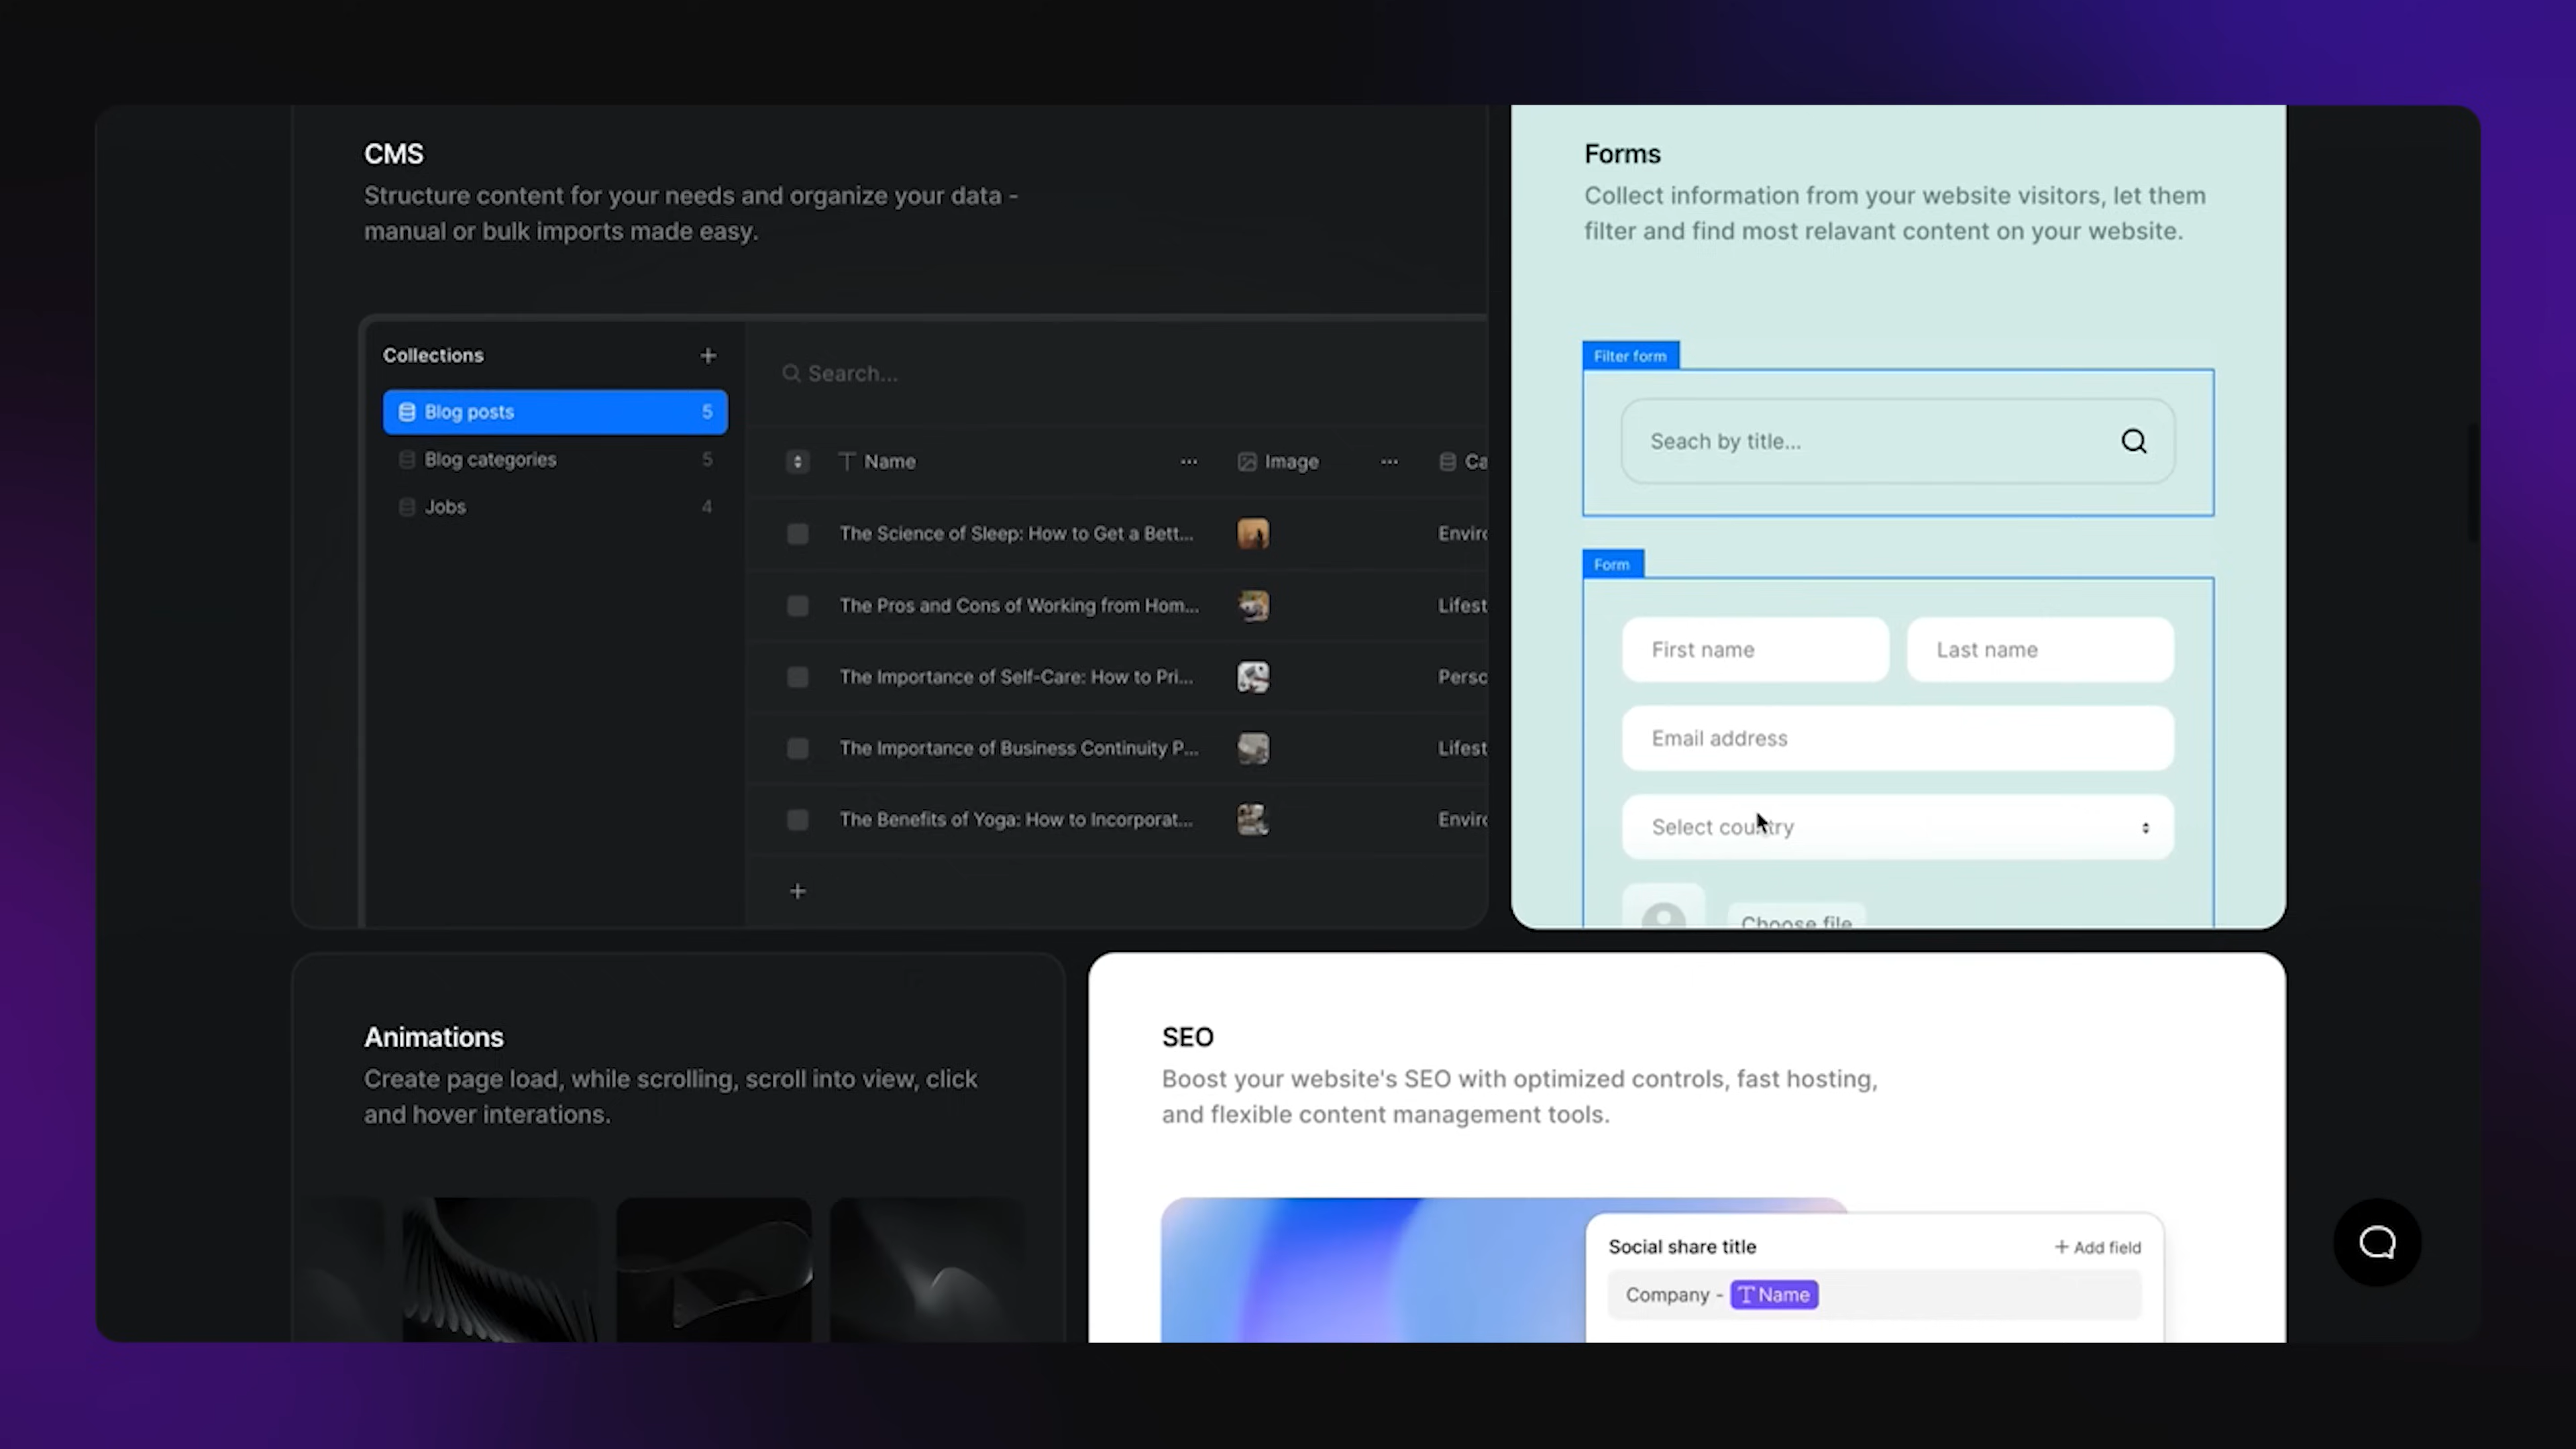 CMS
Structure content for your needs and organize your data -
manual or bulk imports made easy.
Collections
Blog posts 5
Blog categories 5
Jobs 4
Search...
Name ... Image ... Ca
The Science of Sleep: How to Get a Bett... Enviro
The Pros and Cons of Working from Hom... Lifest
The Importance of Self-Care: How to Pri... Perso
The Importance of Business Continuity P... Lifest
The Benefits of Yoga: How to Incorporat... Enviro
Forms
Collect information from your website visitors, let them
filter and find most relavant content on your website.
Filter form
Seach by title...
Form
First name Last name
Email address
Select country
Choose file
Animations
Create page load, while scrolling, scroll into view, click
and hover interations.
SEO
Boost your website's SEO with optimized controls, fast hosting,
and flexible content management tools.
Social share title + Add field
Company - Name